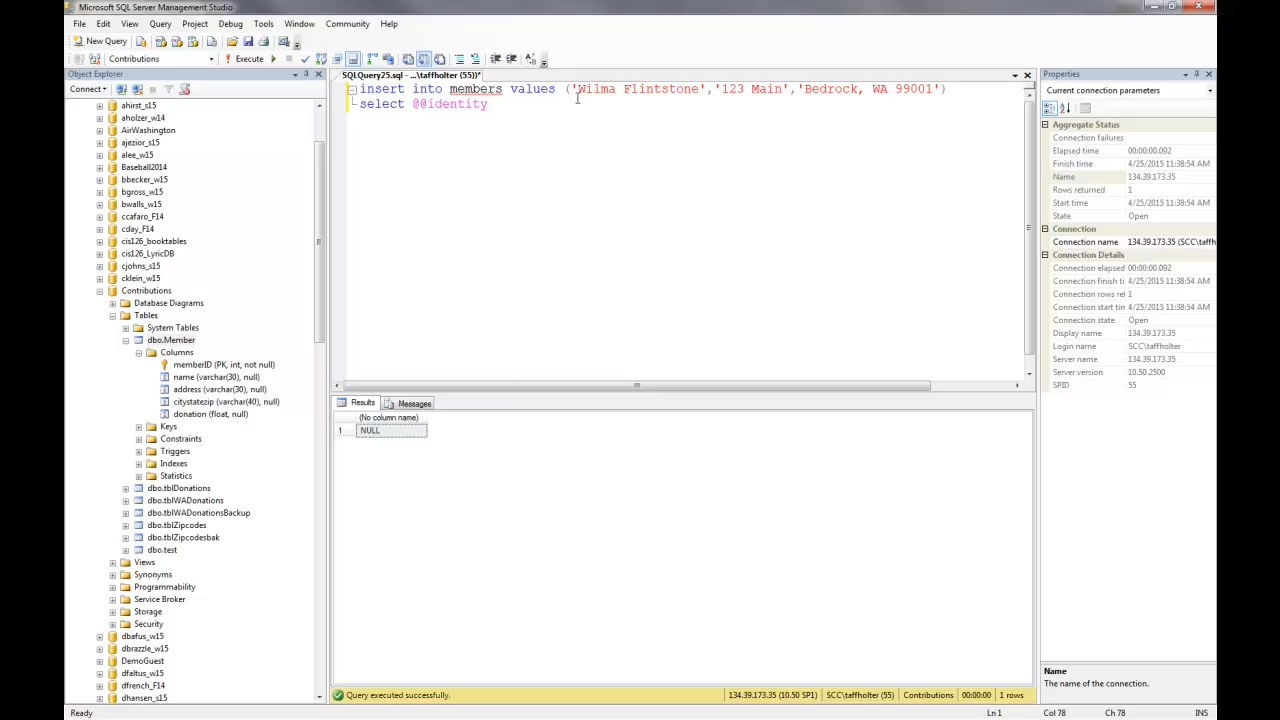 Microsoft SQL Server Management Studio
File Edit View Query Project Debug Tools Window Community Help
New Query
Contributions Execute
Object Explorer
SQLQuery25.sql - ...\taffholter (55))*
Properties
Connect
Current connection parameters
ahirst_s15
aholzer_w14
AirWashington
ajezior_s15
alee_w15
Baseball2014
bbecker_w15
bgross_w15
bwalls_w15
ccafaro_F14
cday_F14
cis126_booktables
cis126_LyricDB
cjohns_s15
cklein_w15
Contributions
Database Diagrams
Tables
System Tables
dbo.Member
Columns
memberID (PK, int, not null)
name (varchar(30), null)
address (varchar(30), null)
citystatezip (varchar(40), null)
donation (float, null)
Keys
Constraints
Triggers
Indexes
Statistics
dbo.tblDonations
dbo.tblWADonations
dbo.tblWADonationsBackup
dbo.tblZipcodes
dbo.tblZipcodesbak
dbo.test
Views
Synonyms
Programmability
Service Broker
Storage
Security
dbafus_w15
dbrazzle_w15
DemoGuest
dfaltus_w15
dfrench_F14
dhansen_s15
insert into members values ('Wilma Flintstone','123 Main','Bedrock, WA 99001')
select @@identity
Results Messages
(No column name)
1 NULL
Query executed successfully. 134.39.173.35 (10.50 SP1) SCC\taffholter (55) Contributions 00:00:00 1 rows
Aggregate Status
Connection failures
Elapsed time 00:00:00.092
Finish time 4/25/2015 11:38:54 AM
Name 134.39.173.35
Rows returned 1
Start time 4/25/2015 11:38:54 AM
State Open
Connection
Connection name 134.39.173.35 (SCC\taffh
Connection Details
Connection elapsed 00:00:00.092
Connection finish ti 4/25/2015 11:38:54 AM
Connection rows ret 1
Connection start tim 4/25/2015 11:38:54 AM
Connection state Open
Display name 134.39.173.35
Login name SCC\taffholter
Server name 134.39.173.35
Server version 10.50.2500
SPID 55
Name
The name of the connection.
Ready Ln 1 Col 78 Ch 78 INS